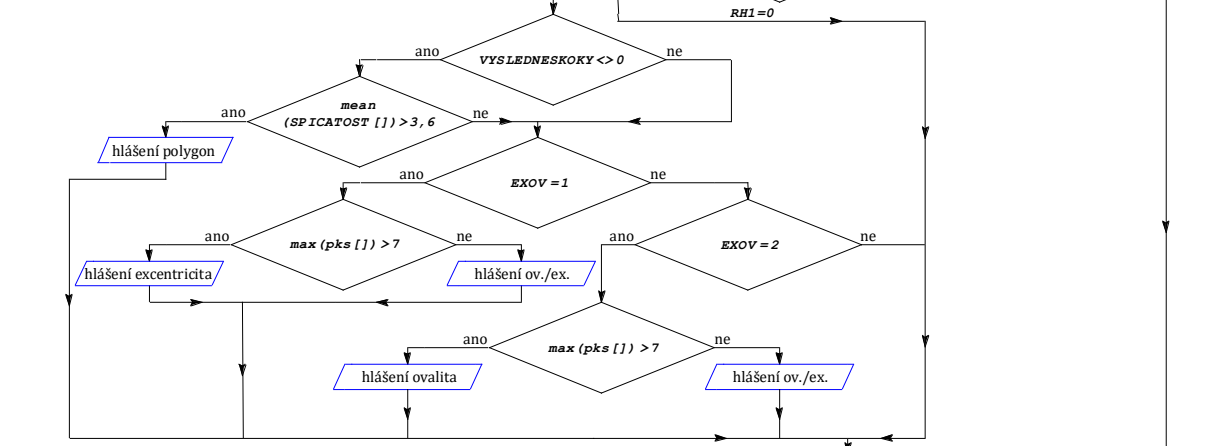 RH1=0
VYSLEDNESKOKY<>0
ano
ne
mean
(SPICATOST[])>3,6
ano
ne
hlášení polygon
EXOV=1
ano
ne
max(pks[])>7
ano
ne
EXOV=2
ano
ne
hlášení excentricita
hlášení ov./ex.
max(pks[])>7
ano
ne
hlášení ovalita
hlášení ov./ex.